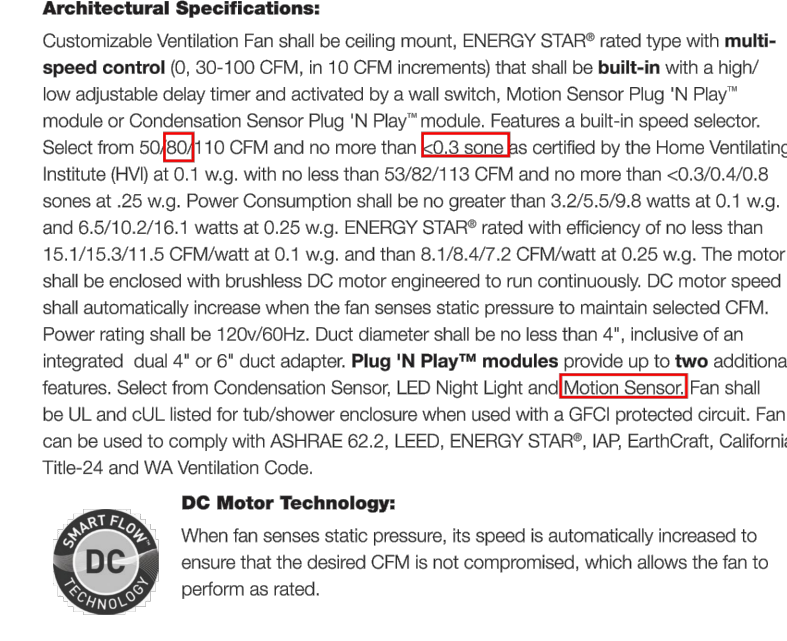 Architectural Specifications:
Customizable Ventilation Fan shall be ceiling mount, ENERGY STAR® rated type with multi-
speed control (0, 30-100 CFM, in 10 CFM increments) that shall be built-in with a high/
low adjustable delay timer and activated by a wall switch, Motion Sensor Plug 'N Play™
module or Condensation Sensor Plug 'N Play™ module. Features a built-in speed selector.
Select from 50/80/110 CFM and no more than <0.3 sone as certified by the Home Ventilating
Institute (HVI) at 0.1 w.g. with no less than 53/82/113 CFM and no more than <0.3/0.4/0.8
sones at .25 w.g. Power Consumption shall be no greater than 3.2/5.5/9.8 watts at 0.1 w.g.
and 6.5/10.2/16.1 watts at 0.25 w.g. ENERGY STAR® rated with efficiency of no less than
15.1/15.3/11.5 CFM/watt at 0.1 w.g. and than 8.1/8.4/7.2 CFM/watt at 0.25 w.g. The motor
shall be enclosed with brushless DC motor engineered to run continuously. DC motor speed
shall automatically increase when the fan senses static pressure to maintain selected CFM.
Power rating shall be 120v/60Hz. Duct diameter shall be no less than 4", inclusive of an
integrated dual 4" or 6" duct adapter. Plug 'N Play™ modules provide up to two additiona
features. Select from Condensation Sensor, LED Night Light and Motion Sensor. Fan shall
be UL and cUL listed for tub/shower enclosure when used with a GFCI protected circuit. Fan
can be used to comply with ASHRAE 62.2, LEED, ENERGY STAR®, IAP, EarthCraft, California
Title-24 and WA Ventilation Code.
DC Motor Technology:
When fan senses static pressure, its speed is automatically increased to
ensure that the desired CFM is not compromised, which allows the fan to
perform as rated.
SMART FLOW™
DC
TECHNOLOGY